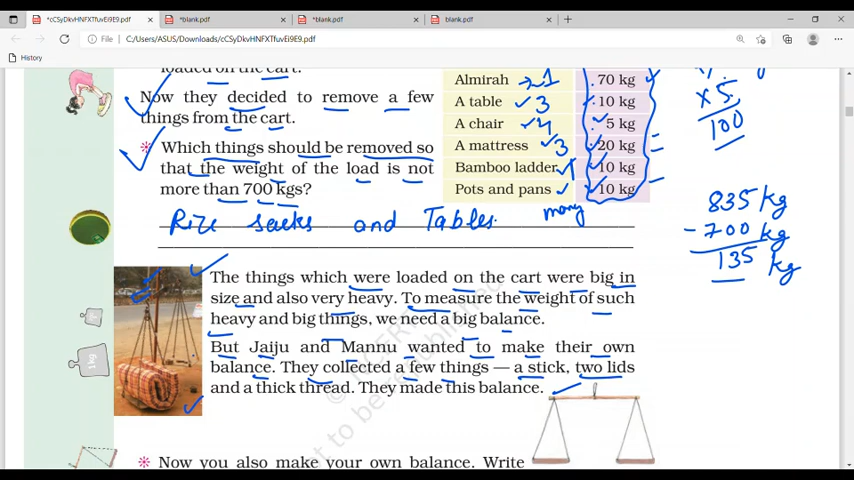 *cCSyDkvHNFXTfuvEi9E9.pdf
*blank.pdf
*blank.pdf
blank.pdf
File
C:/Users/ASUS/Downloads/cCSyDkvHNFXTfuvEi9E9.pdf
History
loaded on the cart.
Now they decided to remove a few
things from the cart.
Which things should be removed so
that the weight of the load is not
more than 700 kgs?
Almirah 1 70 kg
A table 3 10 kg
A chair 4 5 kg
A mattress 3 20 kg
Bamboo ladder 1 10 kg
Pots and pans many 10 kg
x 5
100
835 kg
- 700 kg
135 kg
Rize sacks and Tables.
The things which were loaded on the cart were big in
size and also very heavy. To measure the weight of such
heavy and big things, we need a big balance.
But Jaiju and Mannu wanted to make their own
balance. They collected a few things — a stick, two lids
and a thick thread. They made this balance.
Now you also make your own balance. Write